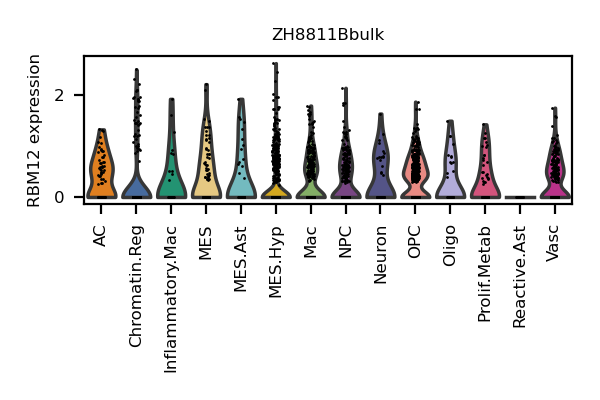 ZH8811Bbulk
RBM12 expression
2
0
AC
Chromatin.Reg
Inflammatory.Mac
MES
MES.Ast
MES.Hyp
Mac
NPC
Neuron
OPC
Oligo
Prolif.Metab
Reactive.Ast
Vasc